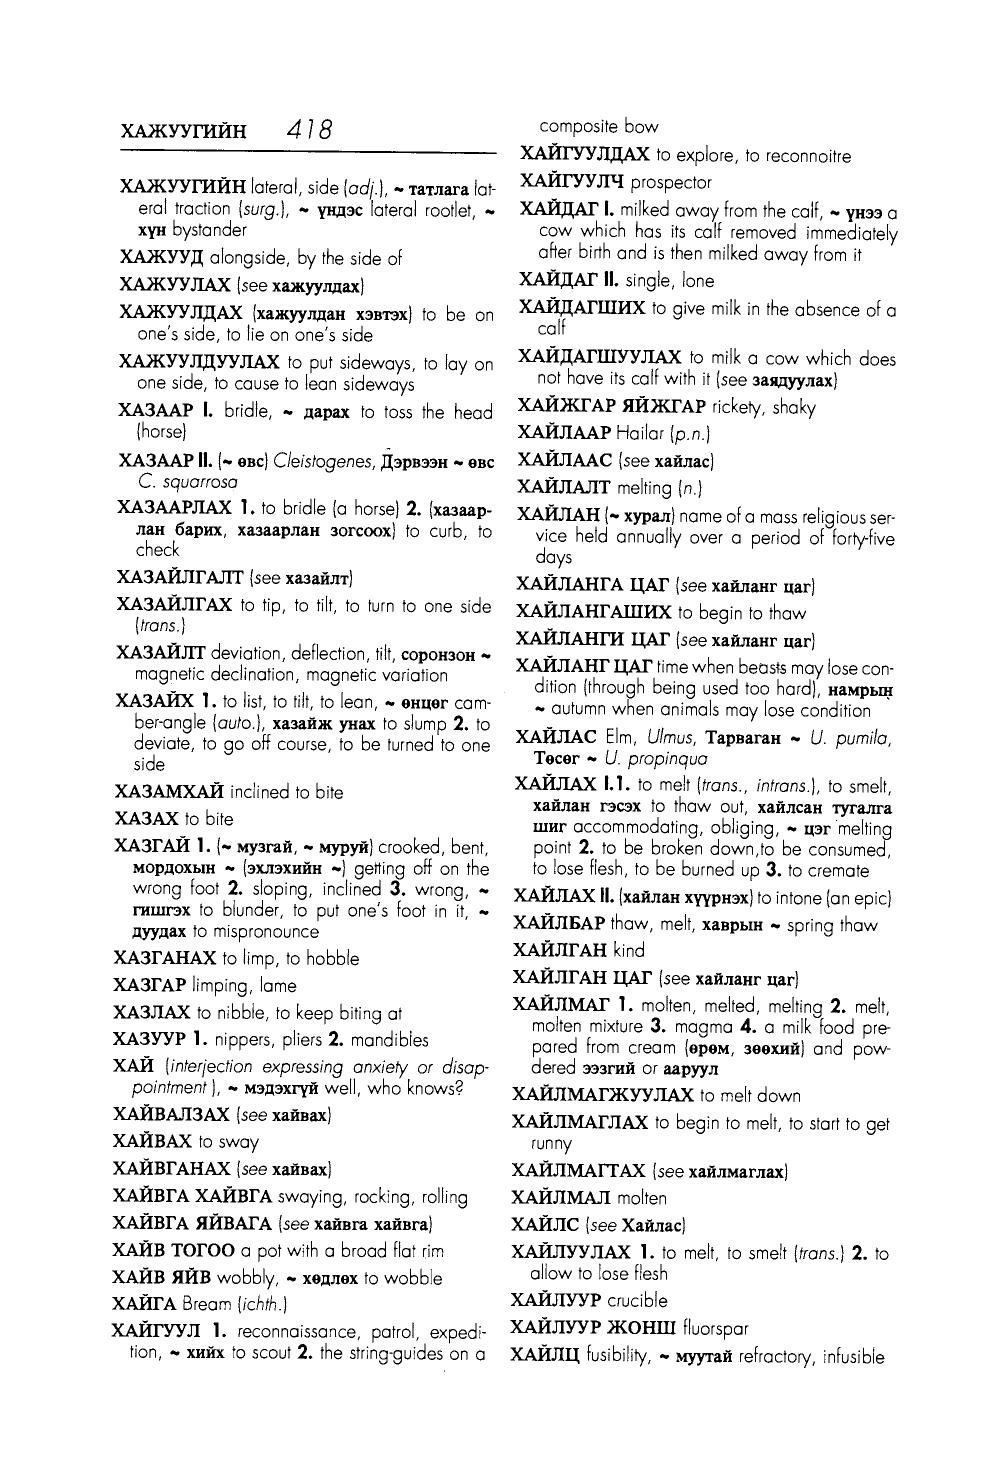 ХАЖУУГИЙН 418
ХАЖУУГИЙН lateral, side (adj.), ~ татлага lat-
eral traction (surg.), ~ үндэс lateral rootlet, ~
хүн bystander
ХАЖУУД alongside, by the side of
ХАЖУУЛАХ (see хажуулдах)
ХАЖУУЛДАХ (хажуулдан хэвтэх) to be on
one's side, to lie on one's side
ХАЖУУЛДУУЛАХ to put sideways, to lay on
one side, to cause to lean sideways
ХАЗААР I. bridle, ~ дарах to toss the head
(horse)
ХАЗААР II. (~ өвс) Cleistogenes, Дэрвээн ~ өвс
C. squarrosa
ХАЗААРЛАХ 1. to bridle (a horse) 2. (хазаар-
лан барих, хазаарлан зогсоох) to curb, to
check
ХАЗАЙЛГАЛТ (see хазайлт)
ХАЗАЙЛГАХ to tip, to tilt, to turn to one side
(trans.)
ХАЗАЙЛТ deviation, deflection, tilt, соронзон ~
magnetic declination, magnetic variation
ХАЗАЙХ 1. to list, to tilt, to lean, ~ өнцөг cam-
ber-angle (auto.), хазайж унах to slump 2. to
deviate, to go off course, to be turned to one
side
ХАЗАМХАЙ inclined to bite
ХАЗАХ to bite
ХАЗГАЙ 1. (~ музгай, ~ муруй) crooked, bent,
мордохын ~ (эхлэхийн ~) getting off on the
wrong foot 2. sloping, inclined 3. wrong, ~
гишгэх to blunder, to put one's foot in it, ~
дуудах to mispronounce
ХАЗГАНАХ to limp, to hobble
ХАЗГАР limping, lame
ХАЗЛАХ to nibble, to keep biting at
ХАЗУУР 1. nippers, pliers 2. mandibles
ХАЙ (interjection expressing anxiety or disap-
pointment), ~ мэдэхгүй well, who knows?
ХАЙВАЛЗАХ (see хайвах)
ХАЙВАХ to sway
ХАЙВГАНАХ (see хайвах)
ХАЙВГА ХАЙВГА swaying, rocking, rolling
ХАЙВГА ЯЙВАГА (see хайвга хайвга)
ХАЙВ ТОГОО a pot with a broad flat rim
ХАЙВ ЯЙВ wobbly, ~ хөдлөх to wobble
ХАЙГА Bream (ichth.)
ХАЙГУУЛ 1. reconnaissance, patrol, expedi-
tion, ~ хийх to scout 2. the string-guides on a
composite bow
ХАЙГУУЛДАХ to explore, to reconnoitre
ХАЙГУУЛЧ prospector
ХАЙДАГ I. milked away from the calf, ~ үнээ a
cow which has its calf removed immediately
after birth and is then milked away from it
ХАЙДАГ II. single, lone
ХАЙДАГШИХ to give milk in the absence of a
calf
ХАЙДАГШУУЛАХ to milk a cow which does
not have its calf with it (see заядуулах)
ХАЙЖГАР ЯЙЖГАР rickety, shaky
ХАЙЛААР Hailar (p.n.)
ХАЙЛААС (see хайлас)
ХАЙЛАЛТ melting (n.)
ХАЙЛАН (~ хурал) name of a mass religious ser-
vice held annually over a period of forty-five
days
ХАЙЛАНГА ЦАГ (see хайланг цаг)
ХАЙЛАНГАШИХ to begin to thaw
ХАЙЛАНГИ ЦАГ (see хайланг цаг)
ХАЙЛАНГ ЦАГ time when beasts may lose con-
dition (through being used too hard), намрын
~ autumn when animals may lose condition
ХАЙЛАС Elm, Ulmus, Тарваган ~ U. pumila,
Төсөг ~ U. propinqua
ХАЙЛАХ I.1. to melt (trans., intrans.), to smelt,
хайлан гэсэх to thaw out, хайлсан тугалга
шиг accommodating, obliging, ~ цэг melting
point 2. to be broken down,to be consumed,
to lose flesh, to be burned up 3. to cremate
ХАЙЛАХ II. (хайлан хүүрнэх) to intone (an epic)
ХАЙЛБАР thaw, melt, хаврын ~ spring thaw
ХАЙЛГАН kind
ХАЙЛГАН ЦАГ (see хайланг цаг)
ХАЙЛМАГ 1. molten, melted, melting 2. melt,
molten mixture 3. magma 4. a milk food pre-
pared from cream (өрөм, зөөхий) and pow-
dered ээзгий or ааруул
ХАЙЛМАГЖУУЛАХ to melt down
ХАЙЛМАГЛАХ to begin to melt, to start to get
runny
ХАЙЛМАГТАХ (see хайлмаглах)
ХАЙЛМАЛ molten
ХАЙЛС (see Хайлас)
ХАЙЛУУЛАХ 1. to melt, to smelt (trans.) 2. to
allow to lose flesh
ХАЙЛУУР crucible
ХАЙЛУУР ЖОНШ fluorspar
ХАЙЛЦ fusibility, ~ муутай refractory, infusible